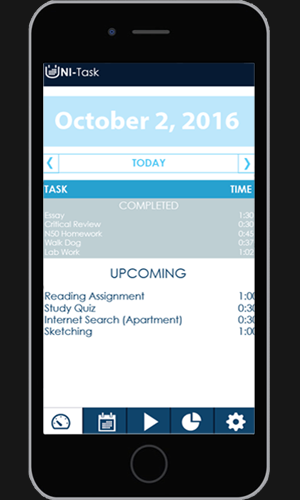 UNI-Task
October 2, 2016
TODAY
TASK TIME
COMPLETED
Essay 1:30
Critical Review 0:30
N50 Homework 0:45
Walk Dog 0:37
Lab Work 1:02
UPCOMING
Reading Assignment 1:00
Study Quiz 0:30
Internet Search (Apartment) 0:30
Sketching 1:00